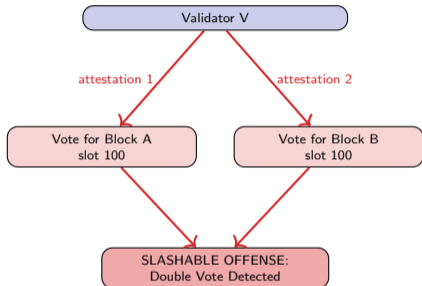 Validator V
attestation 1
attestation 2
Vote for Block A
slot 100
Vote for Block B
slot 100
SLASHABLE OFFENSE:
Double Vote Detected